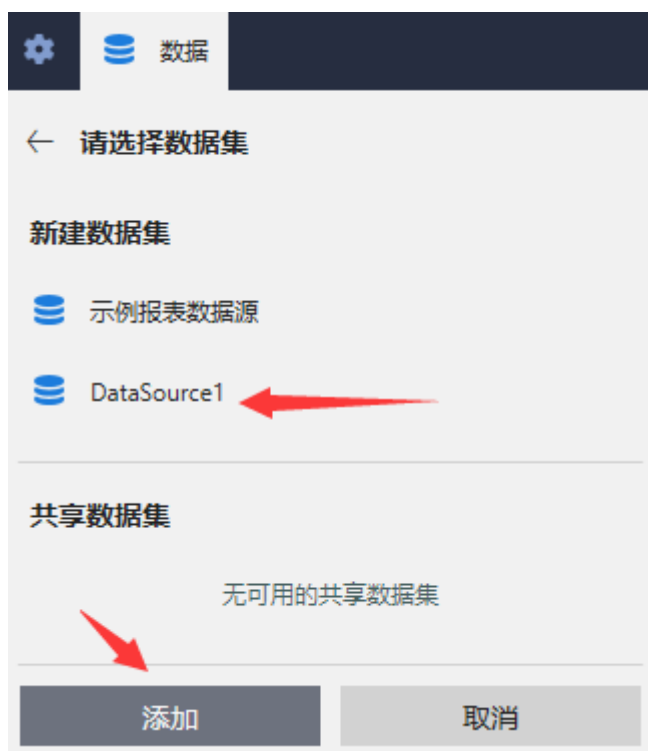 数据
← 请选择数据集
新建数据集
示例报表数据源
DataSource1
共享数据集
无可用的共享数据集
添加 取消